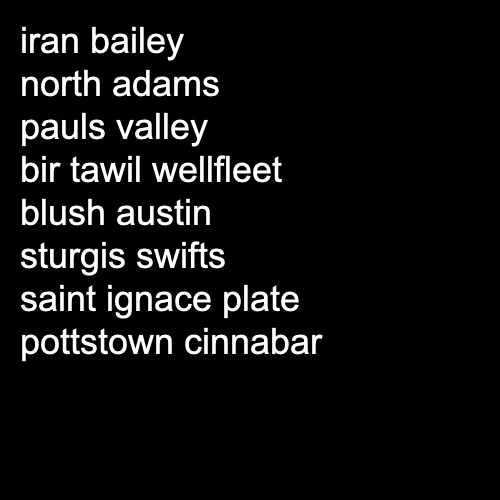 iran bailey
north adams
pauls valley
bir tawil wellfleet
blush austin
sturgis swifts
saint ignace plate
pottstown cinnabar